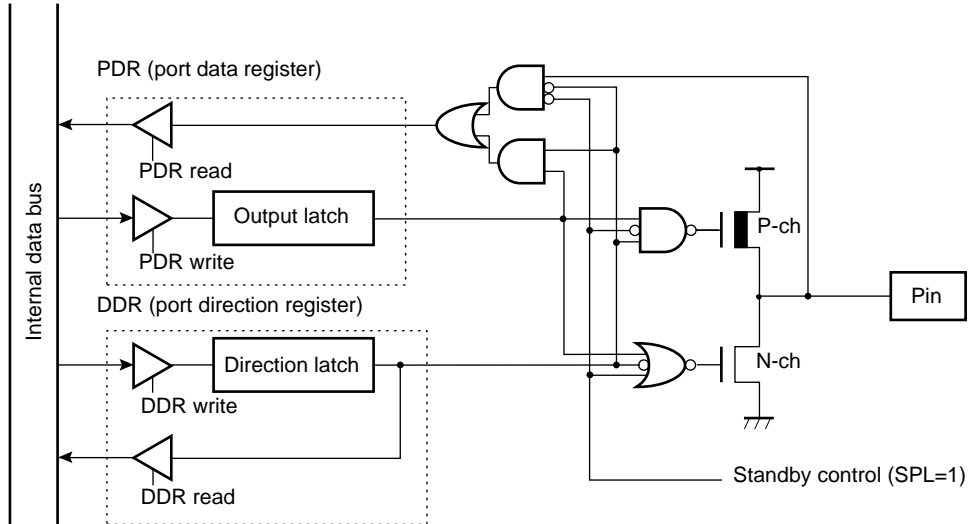 PDR (port data register)
PDR read
Output latch
P-ch
PDR write
Internal data bus
Pin
DDR (port direction register)
Direction latch
N-ch
DDR write
Standby control (SPL=1)
DDR read